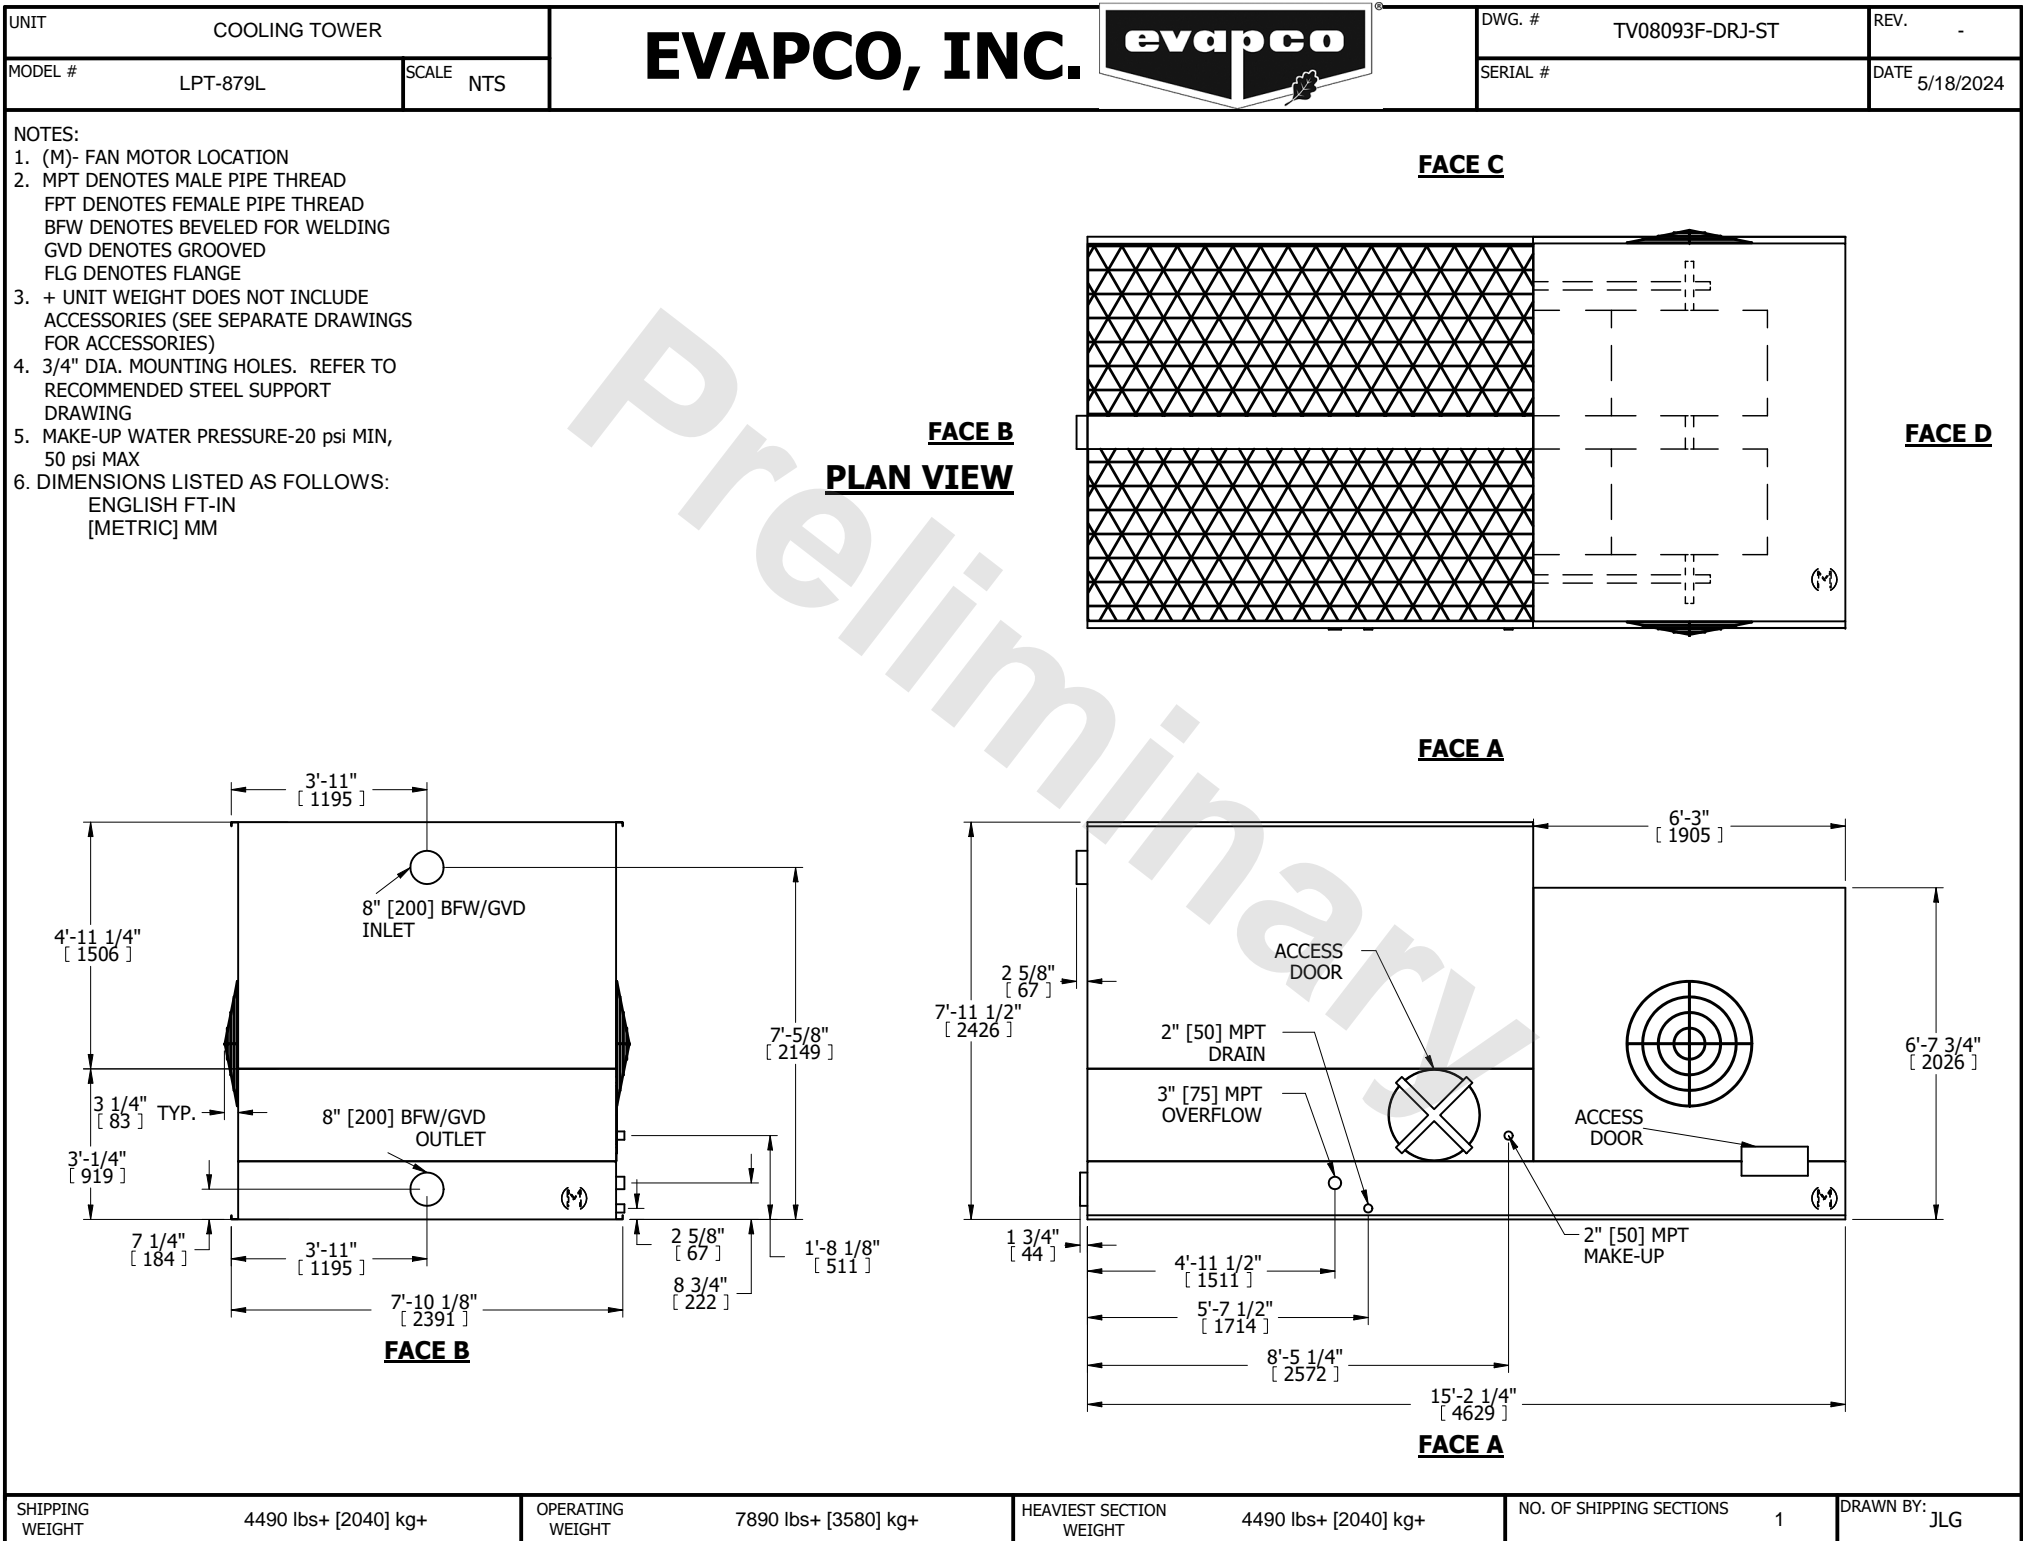 UNIT
COOLING TOWER
MODEL #
LPT-879L
SCALE
NTS
EVAPCO, INC.
evapco
®
DWG. #
TV08093F-DRJ-ST
REV.
-
SERIAL #
DATE
5/18/2024
NOTES:
1. (M)- FAN MOTOR LOCATION
2. MPT DENOTES MALE PIPE THREAD
FPT DENOTES FEMALE PIPE THREAD
BFW DENOTES BEVELED FOR WELDING
GVD DENOTES GROOVED
FLG DENOTES FLANGE
3. + UNIT WEIGHT DOES NOT INCLUDE
ACCESSORIES (SEE SEPARATE DRAWINGS
FOR ACCESSORIES)
4. 3/4" DIA. MOUNTING HOLES. REFER TO
RECOMMENDED STEEL SUPPORT
DRAWING
5. MAKE-UP WATER PRESSURE-20 psi MIN,
50 psi MAX
6. DIMENSIONS LISTED AS FOLLOWS:
ENGLISH FT-IN
[METRIC] MM
Preliminary
FACE C
FACE B
PLAN VIEW
FACE D
(M)
FACE A
3'-11"
[ 1195 ]
8" [200] BFW/GVD
INLET
4'-11 1/4"
[ 1506 ]
7'-5/8"
[ 2149 ]
3 1/4"
[ 83 ]
TYP.
8" [200] BFW/GVD
OUTLET
3'-1/4"
[ 919 ]
(M)
7 1/4"
[ 184 ]
3'-11"
[ 1195 ]
2 5/8"
[ 67 ]
1'-8 1/8"
[ 511 ]
8 3/4"
[ 222 ]
7'-10 1/8"
[ 2391 ]
FACE B
6'-3"
[ 1905 ]
ACCESS
DOOR
2 5/8"
[ 67 ]
7'-11 1/2"
[ 2426 ]
2" [50] MPT
DRAIN
3" [75] MPT
OVERFLOW
6'-7 3/4"
[ 2026 ]
ACCESS
DOOR
(M)
1 3/4"
[ 44 ]
2" [50] MPT
MAKE-UP
4'-11 1/2"
[ 1511 ]
5'-7 1/2"
[ 1714 ]
8'-5 1/4"
[ 2572 ]
15'-2 1/4"
[ 4629 ]
FACE A
SHIPPING
WEIGHT
4490 lbs+ [2040] kg+
OPERATING
WEIGHT
7890 lbs+ [3580] kg+
HEAVIEST SECTION
WEIGHT
4490 lbs+ [2040] kg+
NO. OF SHIPPING SECTIONS
1
DRAWN BY:
JLG